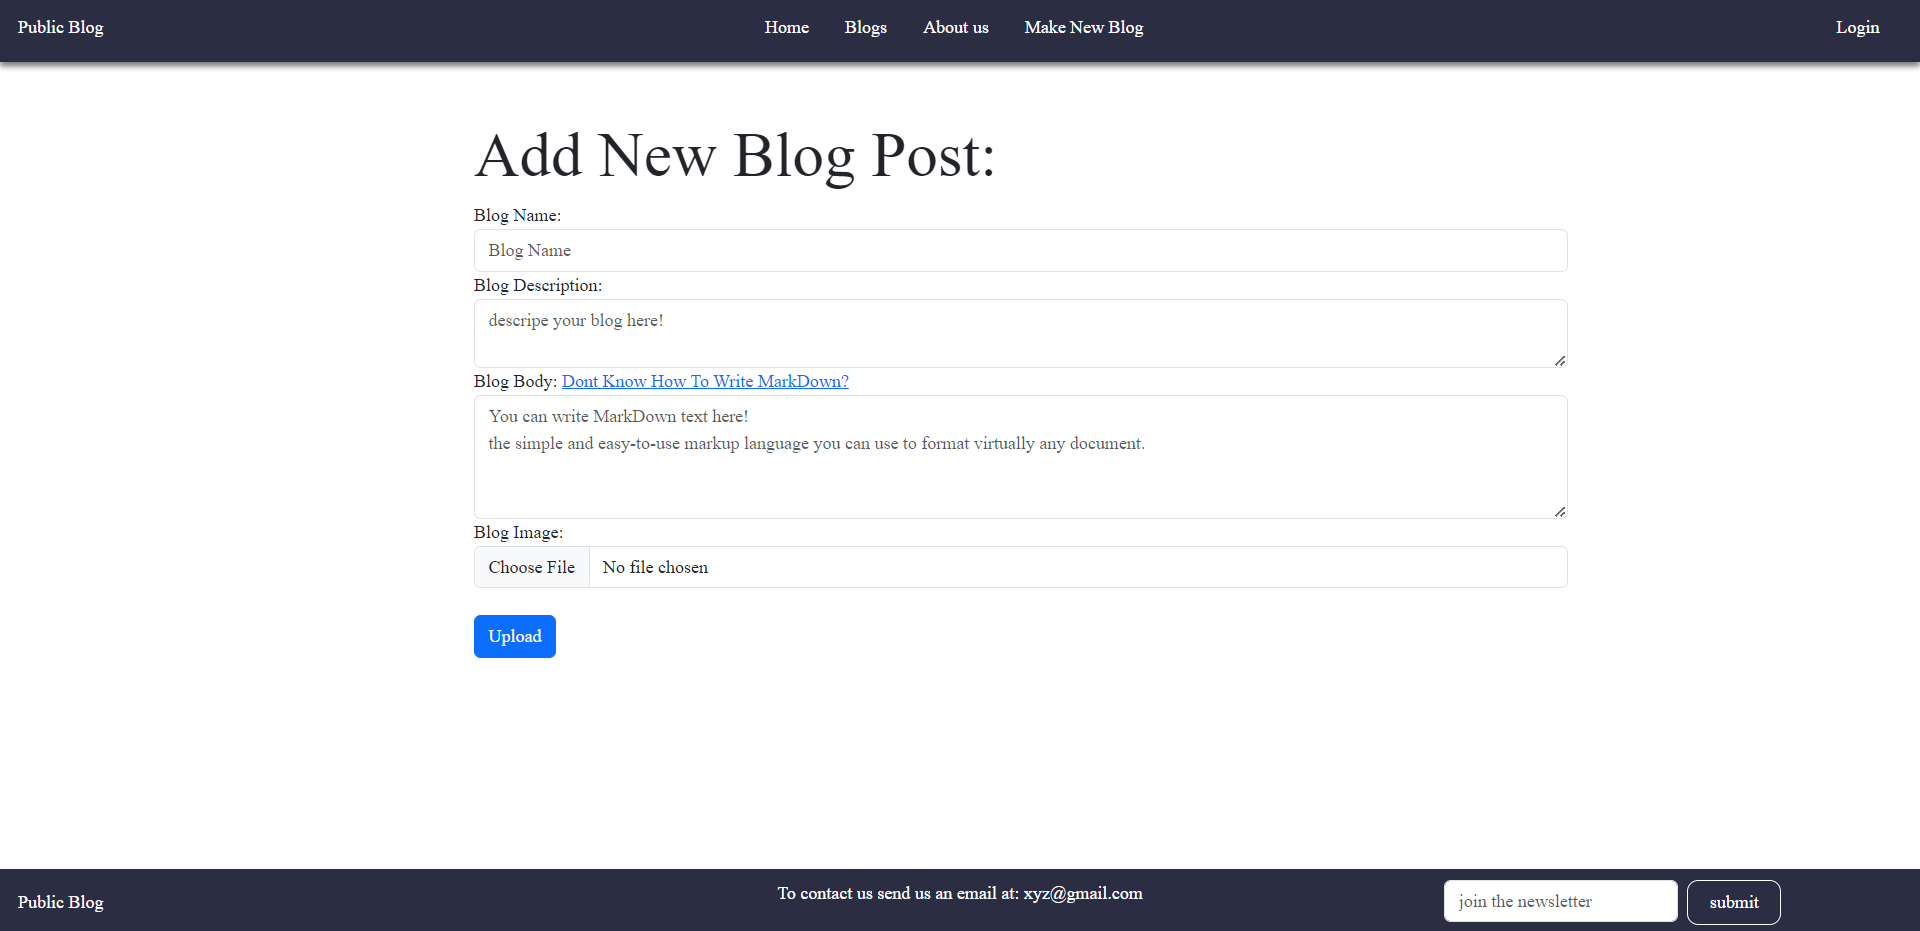 Public Blog Home Blogs About us Make New Blog Login
Add New Blog Post:
Blog Name:
Blog Name
Blog Description:
descripe your blog here!
Blog Body: Dont Know How To Write MarkDown?
You can write MarkDown text here!
the simple and easy-to-use markup language you can use to format virtually any document.
Blog Image:
Choose File No file chosen
Upload
Public Blog
To contact us send us an email at: xyz@gmail.com
join the newsletter submit